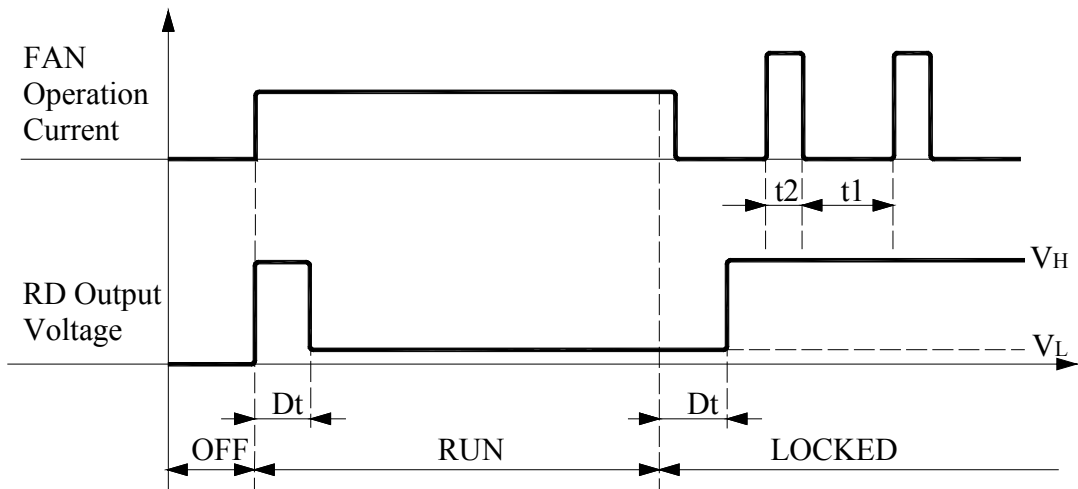 FAN
Operation
Current
t2
t1
VH
RD Output
Voltage
VL
Dt
Dt
OFF
RUN
LOCKED